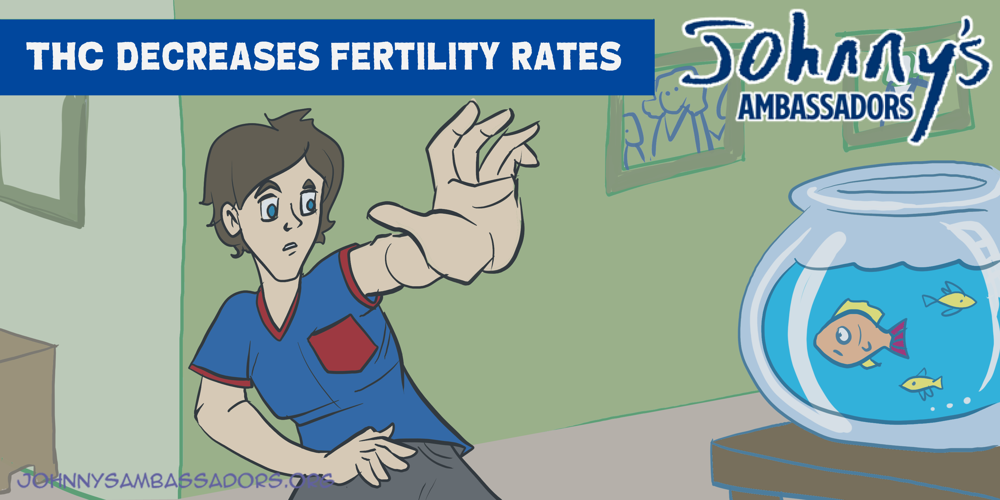 THC DECREASES FERTILITY RATES
Johnny's
AMBASSADORS
JOHNNYSAMBASSADORS.ORG